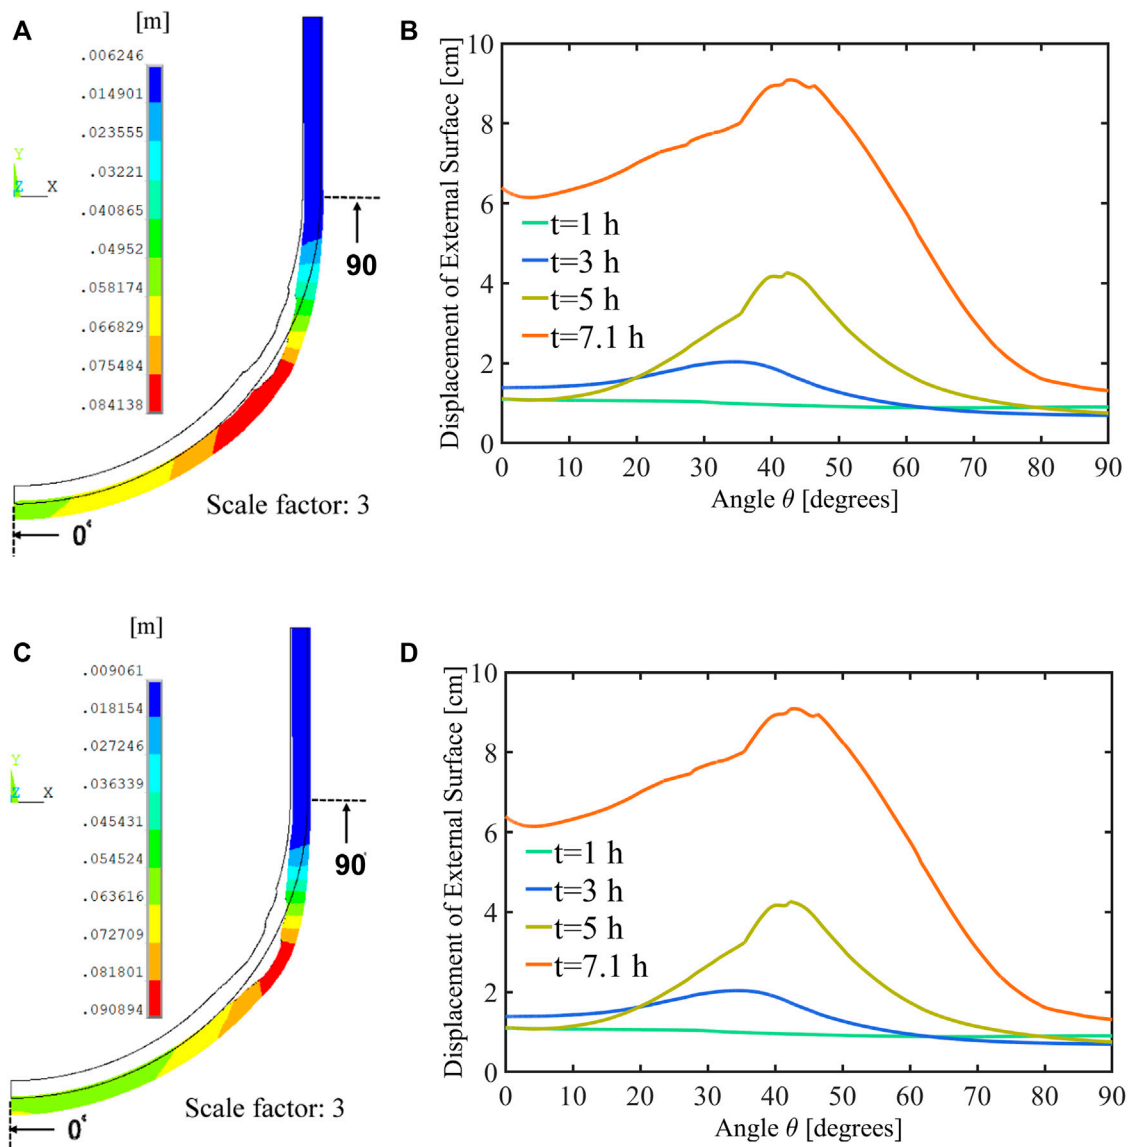 A
[m]
.006246
.014901
.023555
.03221
.040865
.04952
.058174
.066829
.075484
.084138
Y
Z X
90
0°
Scale factor: 3
B
Displacement of External Surface [cm]
10
8
6
4
2
0
t=1 h
t=3 h
t=5 h
t=7.1 h
0 10 20 30 40 50 60 70 80 90
Angle θ [degrees]
C
[m]
.009061
.018154
.027246
.036339
.045431
.054524
.063616
.072709
.081801
.090894
Y
Z X
90°
0°
Scale factor: 3
D
Displacement of External Surface [cm]
10
8
6
4
2
0
t=1 h
t=3 h
t=5 h
t=7.1 h
0 10 20 30 40 50 60 70 80 90
Angle θ [degrees]